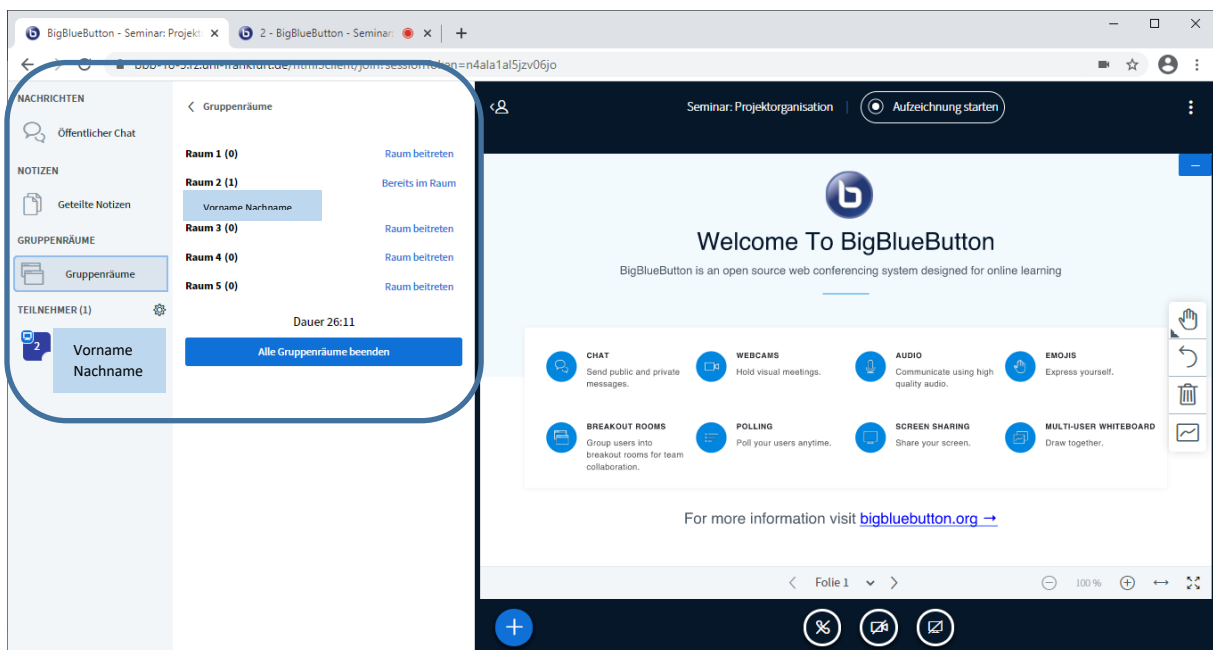 BigBlueButton - Seminar: Projekt
2 - BigBlueButton - Seminar:
n4ala1al5jzv06jo
NACHRICHTEN
Öffentlicher Chat
NOTIZEN
Geteilte Notizen
GRUPPENRÄUME
Gruppenräume
TEILNEHMER (1)
2
Vorname
Nachname
Gruppenräume
Raum 1 (0) Raum beitreten
Raum 2 (1) Bereits im Raum
Vorname Nachname
Raum 3 (0) Raum beitreten
Raum 4 (0) Raum beitreten
Raum 5 (0) Raum beitreten
Dauer 26:11
Alle Gruppenräume beenden
Seminar: Projektorganisation
Aufzeichnung starten
Welcome To BigBlueButton
BigBlueButton is an open source web conferencing system designed for online learning
CHAT
Send public and private
messages.
WEBCAMS
Hold visual meetings.
AUDIO
Communicate using high
quality audio.
EMOJIS
Express yourself.
BREAKOUT ROOMS
Group users into
breakout rooms for team
collaboration.
POLLING
Poll your users anytime.
SCREEN SHARING
Share your screen.
MULTI-USER WHITEBOARD
Draw together.
For more information visit bigbluebutton.org →
Folie 1
100 %